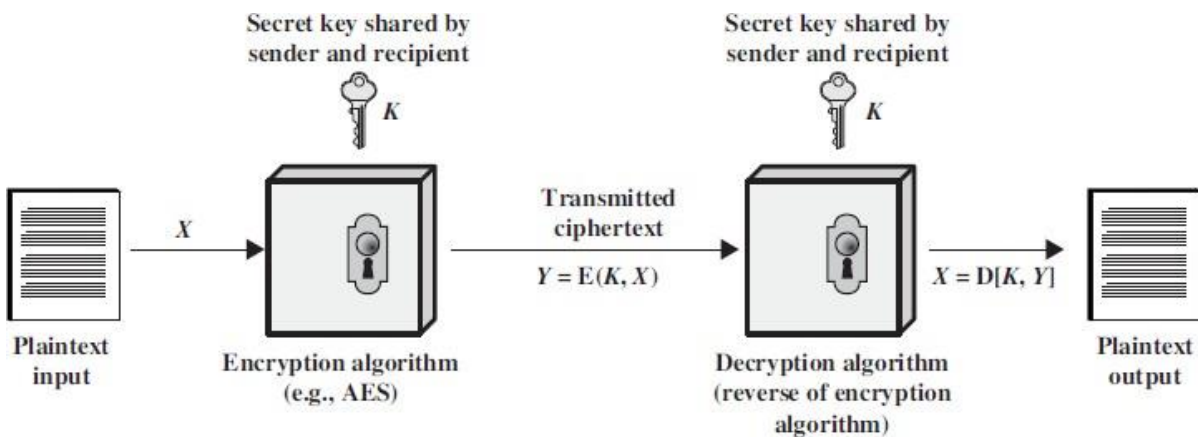 Secret key shared by
sender and recipient
K
Secret key shared by
sender and recipient
K
X
Transmitted
ciphertext
Y = E(K, X)
X = D[K, Y]
Plaintext
input
Encryption algorithm
(e.g., AES)
Decryption algorithm
(reverse of encryption
algorithm)
Plaintext
output